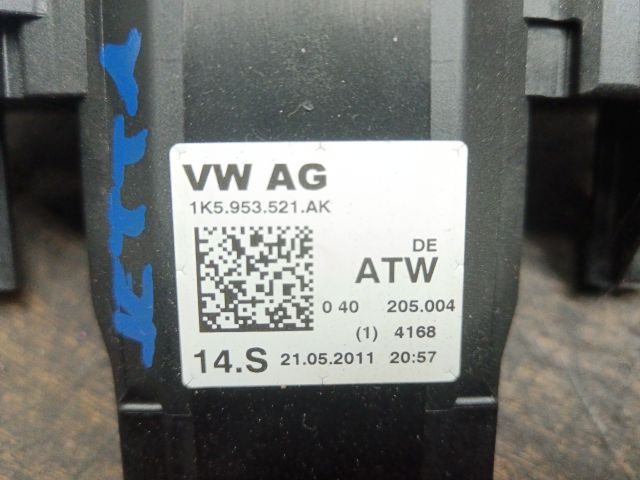 JETTA
VW AG
1K5.953.521.AK
DE
ATW
0 40 205.004
(1) 4168
14.S 21.05.2011 20:57